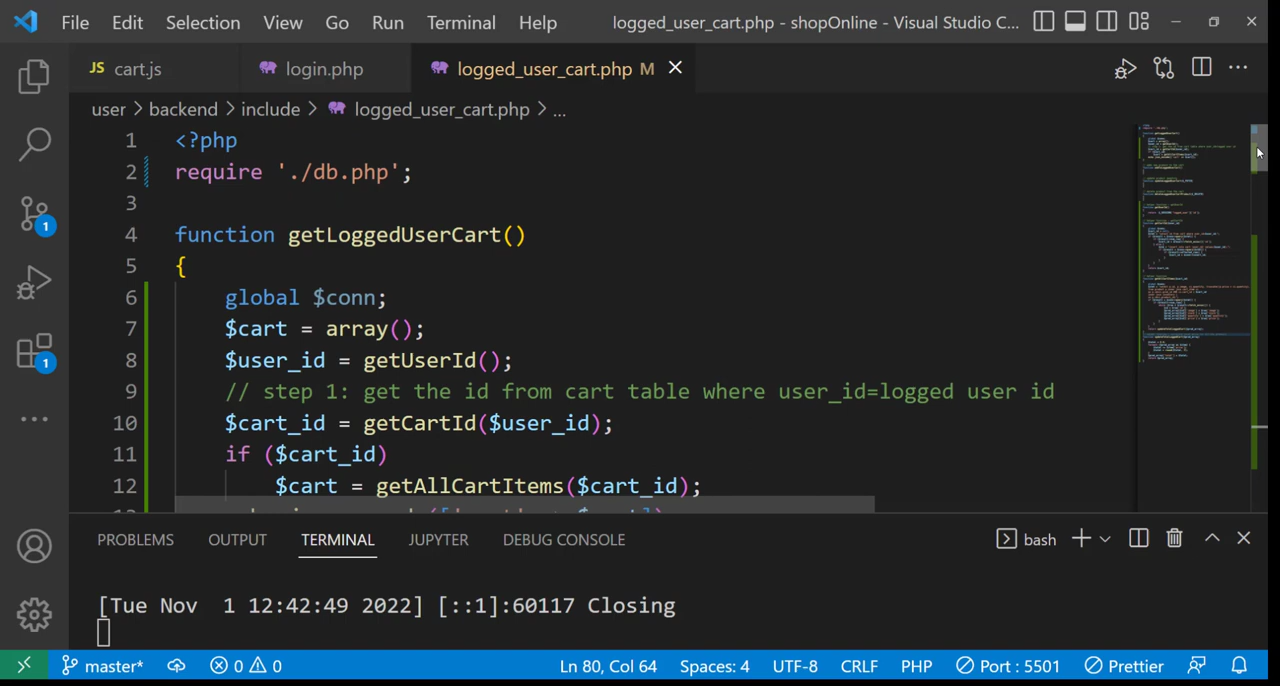 File Edit Selection View Go Run Terminal Help logged_user_cart.php - shopOnline - Visual Studio C...
JS cart.js login.php logged_user_cart.php M
user > backend > include > logged_user_cart.php > ...
1 <?php
2 require './db.php';
3
4 function getLoggedUserCart()
5 {
6 global $conn;
7 $cart = array();
8 $user_id = getUserId();
9 // step 1: get the id from cart table where user_id=logged user id
10 $cart_id = getCartId($user_id);
11 if ($cart_id)
12 $cart = getAllCartItems($cart_id);
1
1
PROBLEMS OUTPUT TERMINAL JUPYTER DEBUG CONSOLE bash
[Tue Nov  1 12:42:49 2022] [::1]:60117 Closing
master* 0 0 Ln 80, Col 64 Spaces: 4 UTF-8 CRLF PHP Port : 5501 Prettier